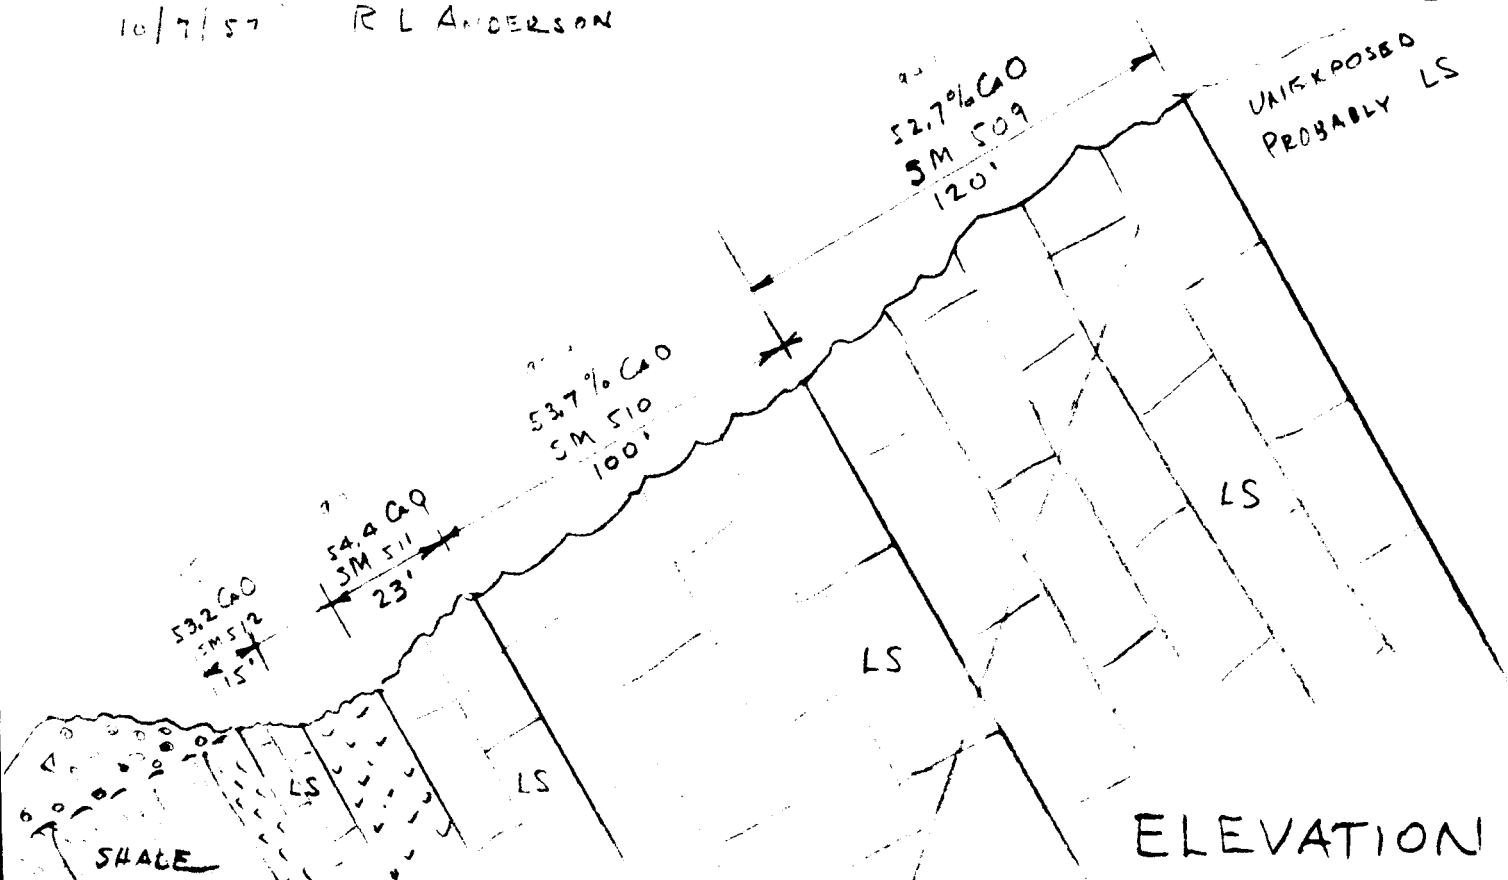 10/7/57 R L ANDERSON
UNEXPOSED
PROBABLY LS
52.7% CaO
SM 509
120'
53.7% CaO
SM 510
100'
54.4 CaO
SM 511
23'
53.2 CaO
SM 512
15'
LS
LS
LS
LS
SHALE
ELEVATION